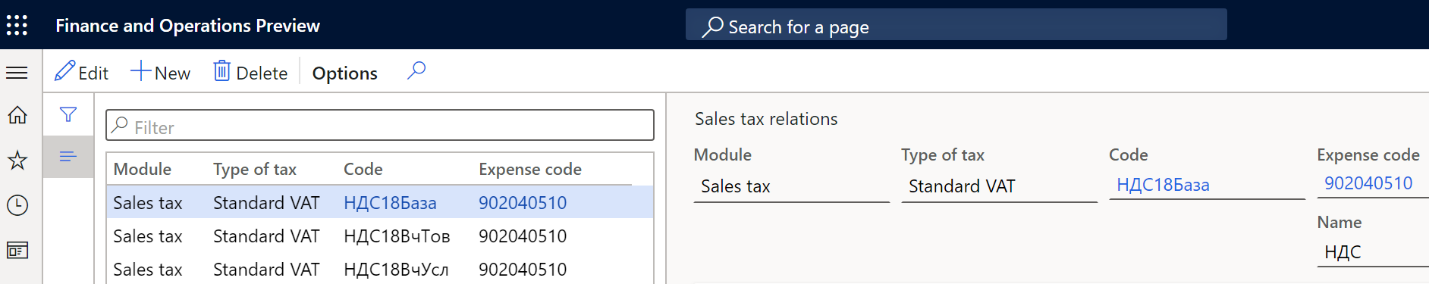 Finance and Operations Preview
Search for a page
Edit New Delete Options
Filter
Module Type of tax Code Expense code
Sales tax Standard VAT НДС18База 902040510
Sales tax Standard VAT НДС18ВчТов 902040510
Sales tax Standard VAT НДС18ВчУсл 902040510
Sales tax relations
Module Type of tax Code Expense code
Sales tax Standard VAT НДС18База 902040510
Name
НДС